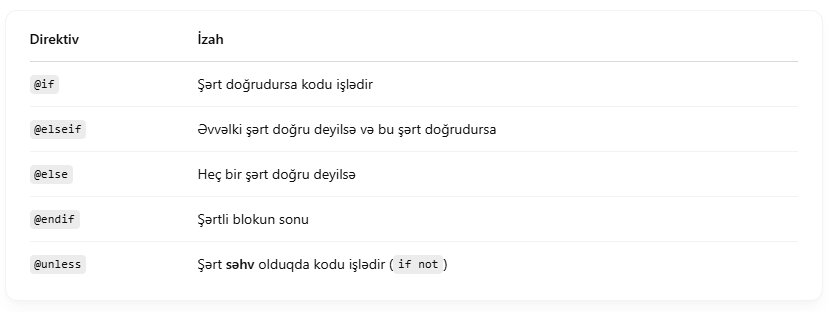 Direktiv İzah
@if Şərt doğrudursa kodu işlədir
@elseif Əvvəlki şərt doğru deyilsə və bu şərt doğrudursa
@else Heç bir şərt doğru deyilsə
@endif Şərtli blokun sonu
@unless Şərt səhv olduqda kodu işlədir (if not)